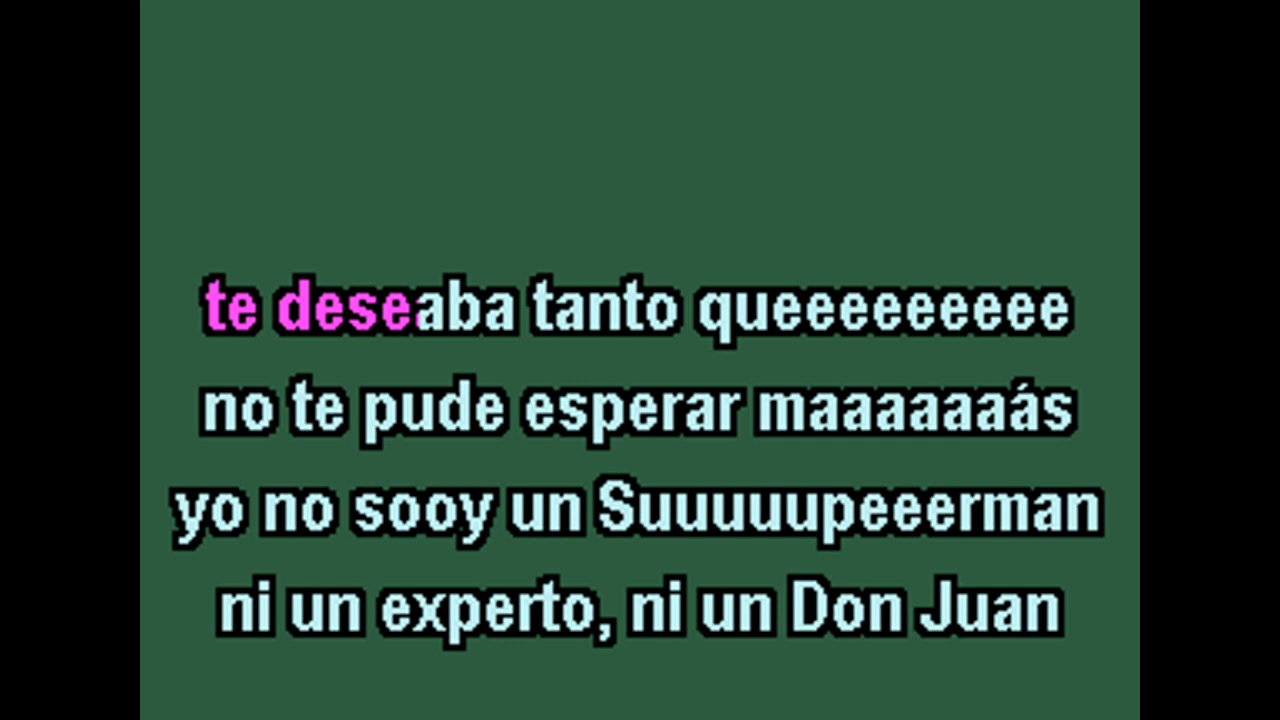 te deseaba tanto queeeeeeeee
no te pude esperar maaaaaaás
yo no sooy un Suuuuupeeerman
ni un experto, ni un Don Juan